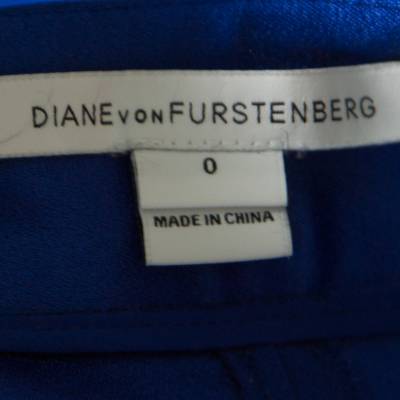 DIANE VON FURSTENBERG
0
MADE IN CHINA